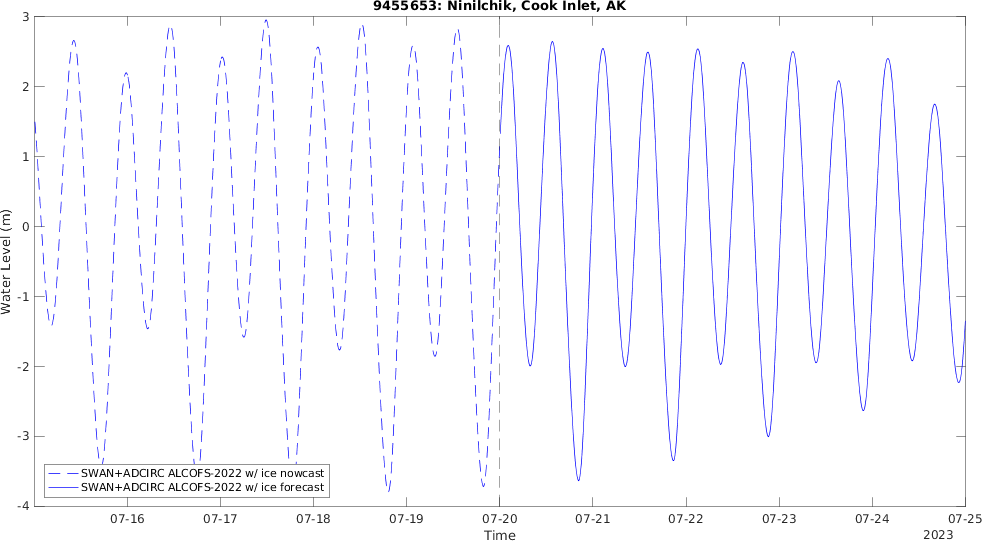 9455653: Ninilchik, Cook Inlet, AK
3
2
1
0
-1
-2
-3
-4
Water Level (m)
SWAN+ADCIRC ALCOFS-2022 w/ ice nowcast
SWAN+ADCIRC ALCOFS-2022 w/ ice forecast
07-16 07-17 07-18 07-19 07-20 07-21 07-22 07-23 07-24 07-25
Time
2023